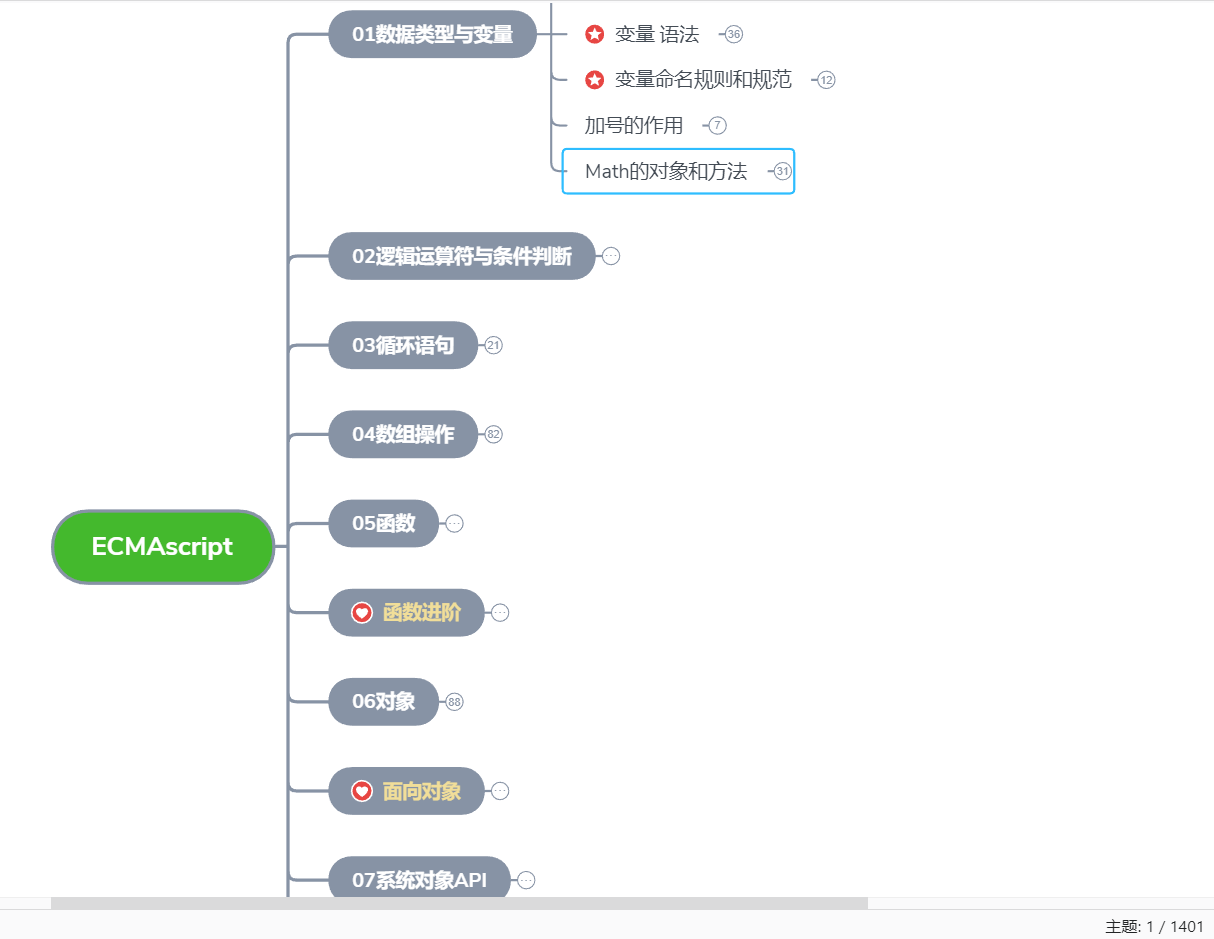 01数据类型与变量
变量 语法 36
变量命名规则和规范 12
加号的作用 7
Math的对象和方法 31
02逻辑运算符与条件判断
03循环语句 21
04数组操作 82
05函数
ECMAscript
函数进阶
06对象 88
面向对象
07系统对象API
主题: 1 / 1401